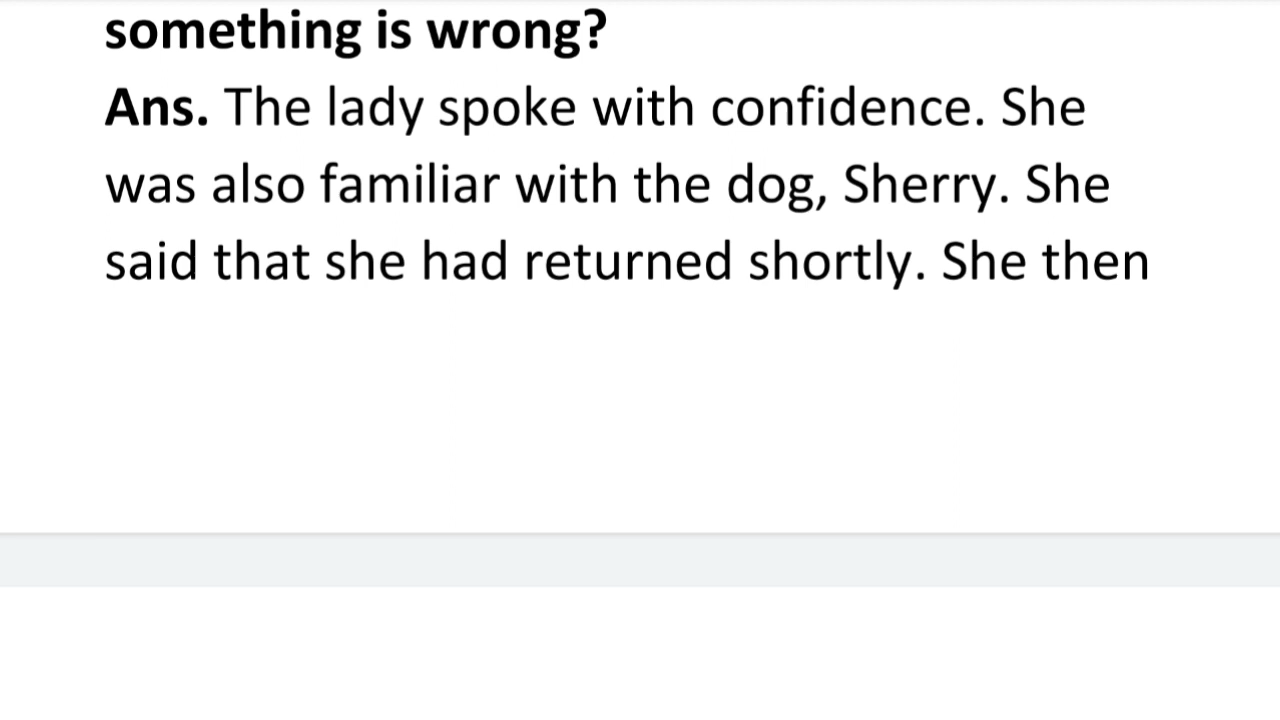 something is wrong?
Ans. The lady spoke with confidence. She
was also familiar with the dog, Sherry. She
said that she had returned shortly. She then